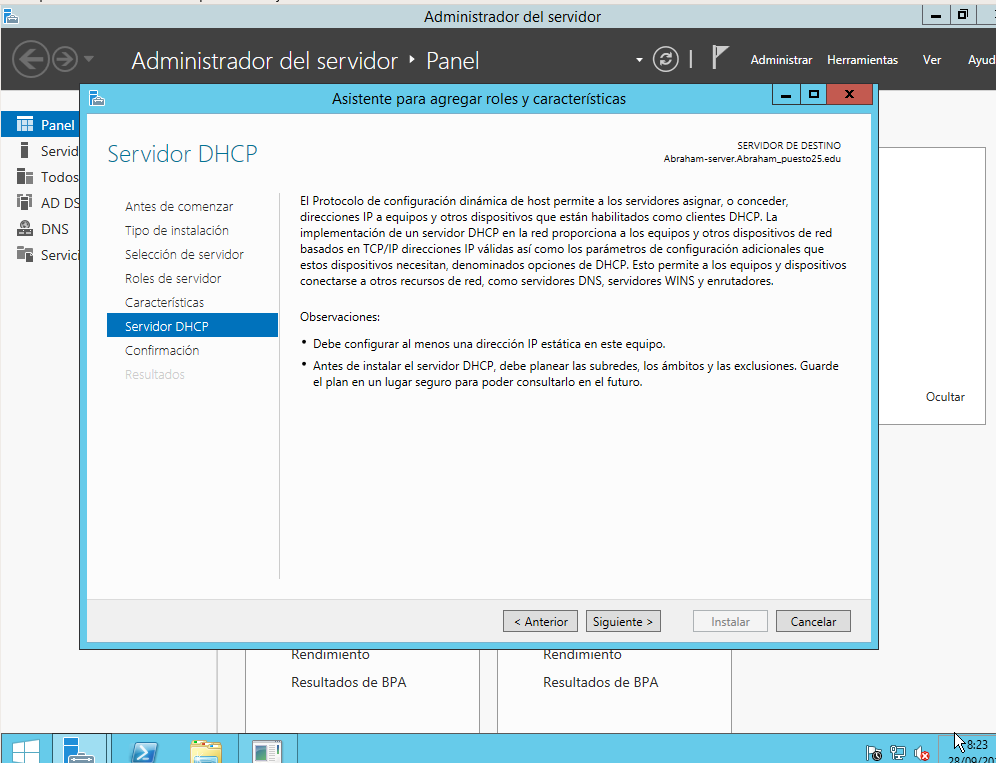 Administrador del servidor
Administrador del servidor ‣ Panel
Administrar Herramientas Ver
Asistente para agregar roles y características
Panel
Todos
AD DS
DNS
Servidor DHCP
SERVIDOR DE DESTINO
Abraham-server.Abraham_puesto25.edu
Antes de comenzar
Tipo de instalación
Selección de servidor
Roles de servidor
Características
Servidor DHCP
Confirmación
Resultados
El Protocolo de configuración dinámica de host permite a los servidores asignar, o conceder,
direcciones IP a equipos y otros dispositivos que están habilitados como clientes DHCP. La
implementación de un servidor DHCP en la red proporciona a los equipos y otros dispositivos de red
basados en TCP/IP direcciones IP válidas así como los parámetros de configuración adicionales que
estos dispositivos necesitan, denominados opciones de DHCP. Esto permite a los equipos y dispositivos
conectarse a otros recursos de red, como servidores DNS, servidores WINS y enrutadores.
Observaciones:
• Debe configurar al menos una dirección IP estática en este equipo.
• Antes de instalar el servidor DHCP, debe planear las subredes, los ámbitos y las exclusiones. Guarde
el plan en un lugar seguro para poder consultarlo en el futuro.
Ocultar
< Anterior Siguiente > Instalar Cancelar
Rendimiento Rendimiento
Resultados de BPA Resultados de BPA